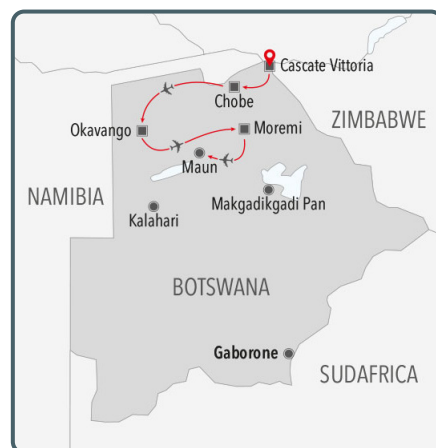 Cascate Vittoria
Chobe
ZIMBABWE
Okavango
Moremi
Maun
NAMIBIA
Makgadikgadi Pan
Kalahari
BOTSWANA
Gaborone
SUDAFRICA